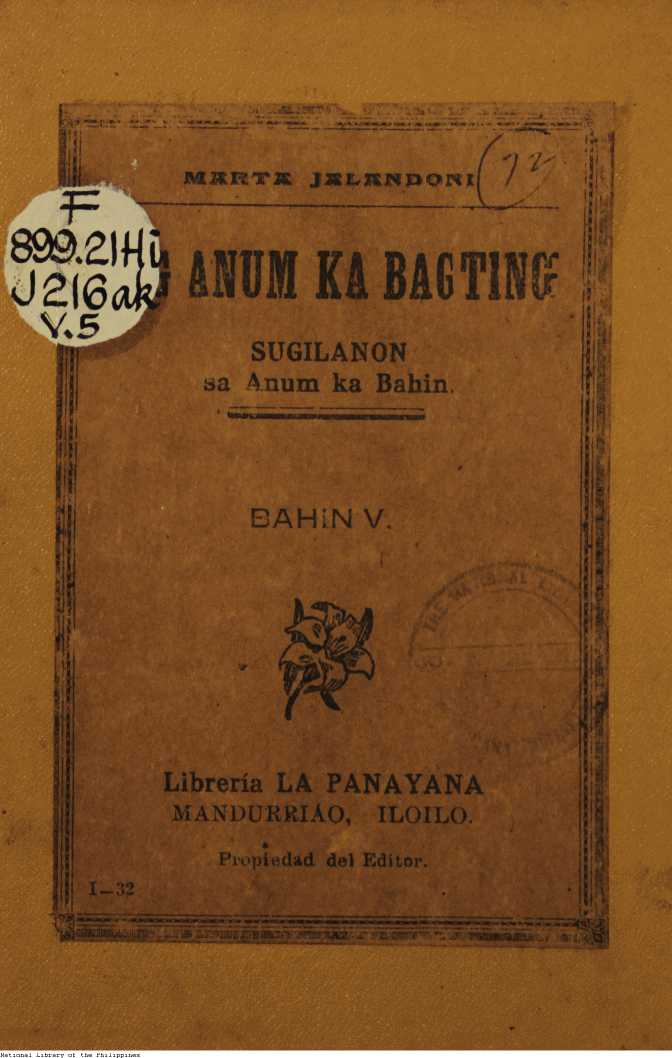 MARTA JALANDONI
72
F
899.21Hi
J216ak
V.5
ANUM KA BAGTING
SUGILANON
sa Anum ka Bahin.
BAHIN V.
Librería LA PANAYANA
MANDURRIAO, ILOILO.
Propiedad del Editor.
I—32
National Library of the Philippines